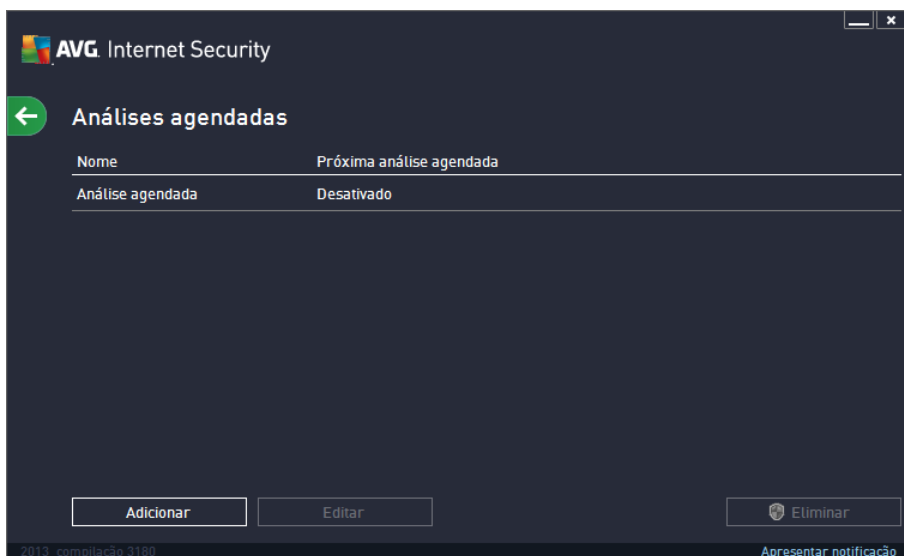 AVG. Internet Security
Análises agendadas
Nome Próxima análise agendada
Análise agendada Desativado
Adicionar Editar Eliminar
2013 compilação 3180 Apresentar notificação